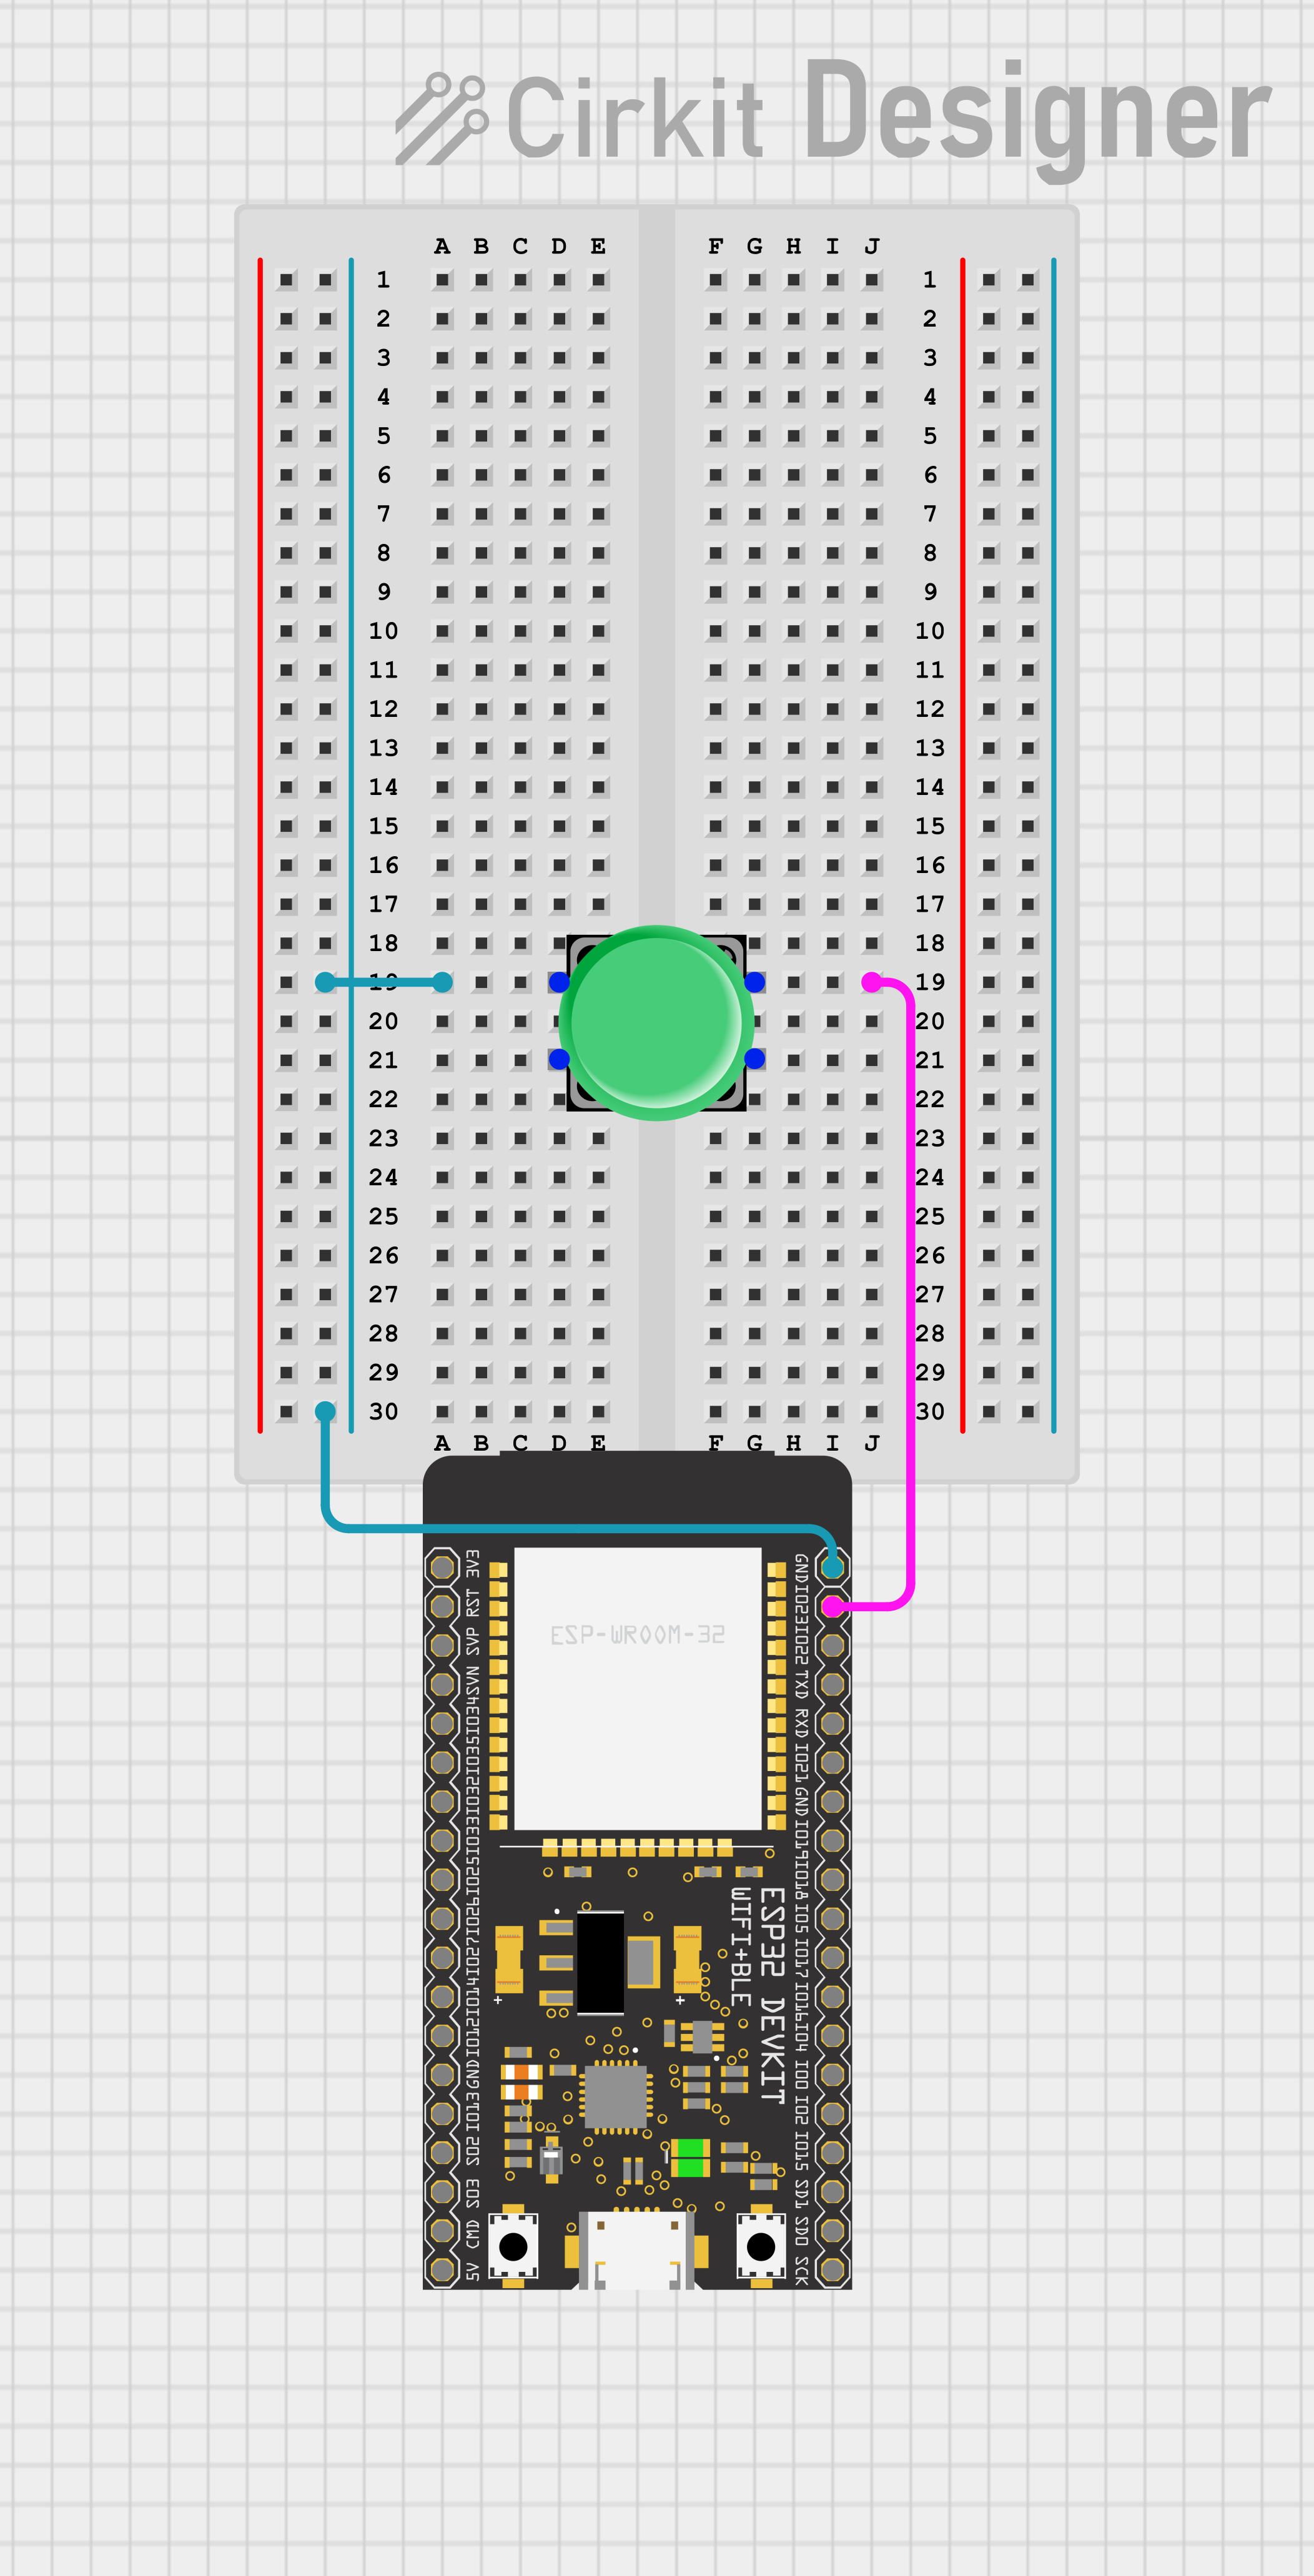 Cirkit Designer
A B C D E F G H I J
1 1
2 2
3 3
4 4
5 5
6 6
7 7
8 8
9 9
10 10
11 11
12 12
13 13
14 14
15 15
16 16
17 17
18 18
19 19
20 20
21 21
22 22
23 23
24 24
25 25
26 26
27 27
28 28
29 29
30 30
A B C D E F G H I J
ESP-WROOM-32
3V3
RST
SVP
SVN
IO34
IO35
IO32
IO33
IO25
IO26
IO27
IO14
IO12
IO13
GND
SD2
SD3
CMD
5V
GND
IO23
IO22
TXD
RXD
IO21
GND
IO19
IO18
IO5
IO17
IO16
IO4
IO0
IO2
IO15
SD1
SD0
SCK
ESP32 DEVKIT
WIFI+BLE
+ +